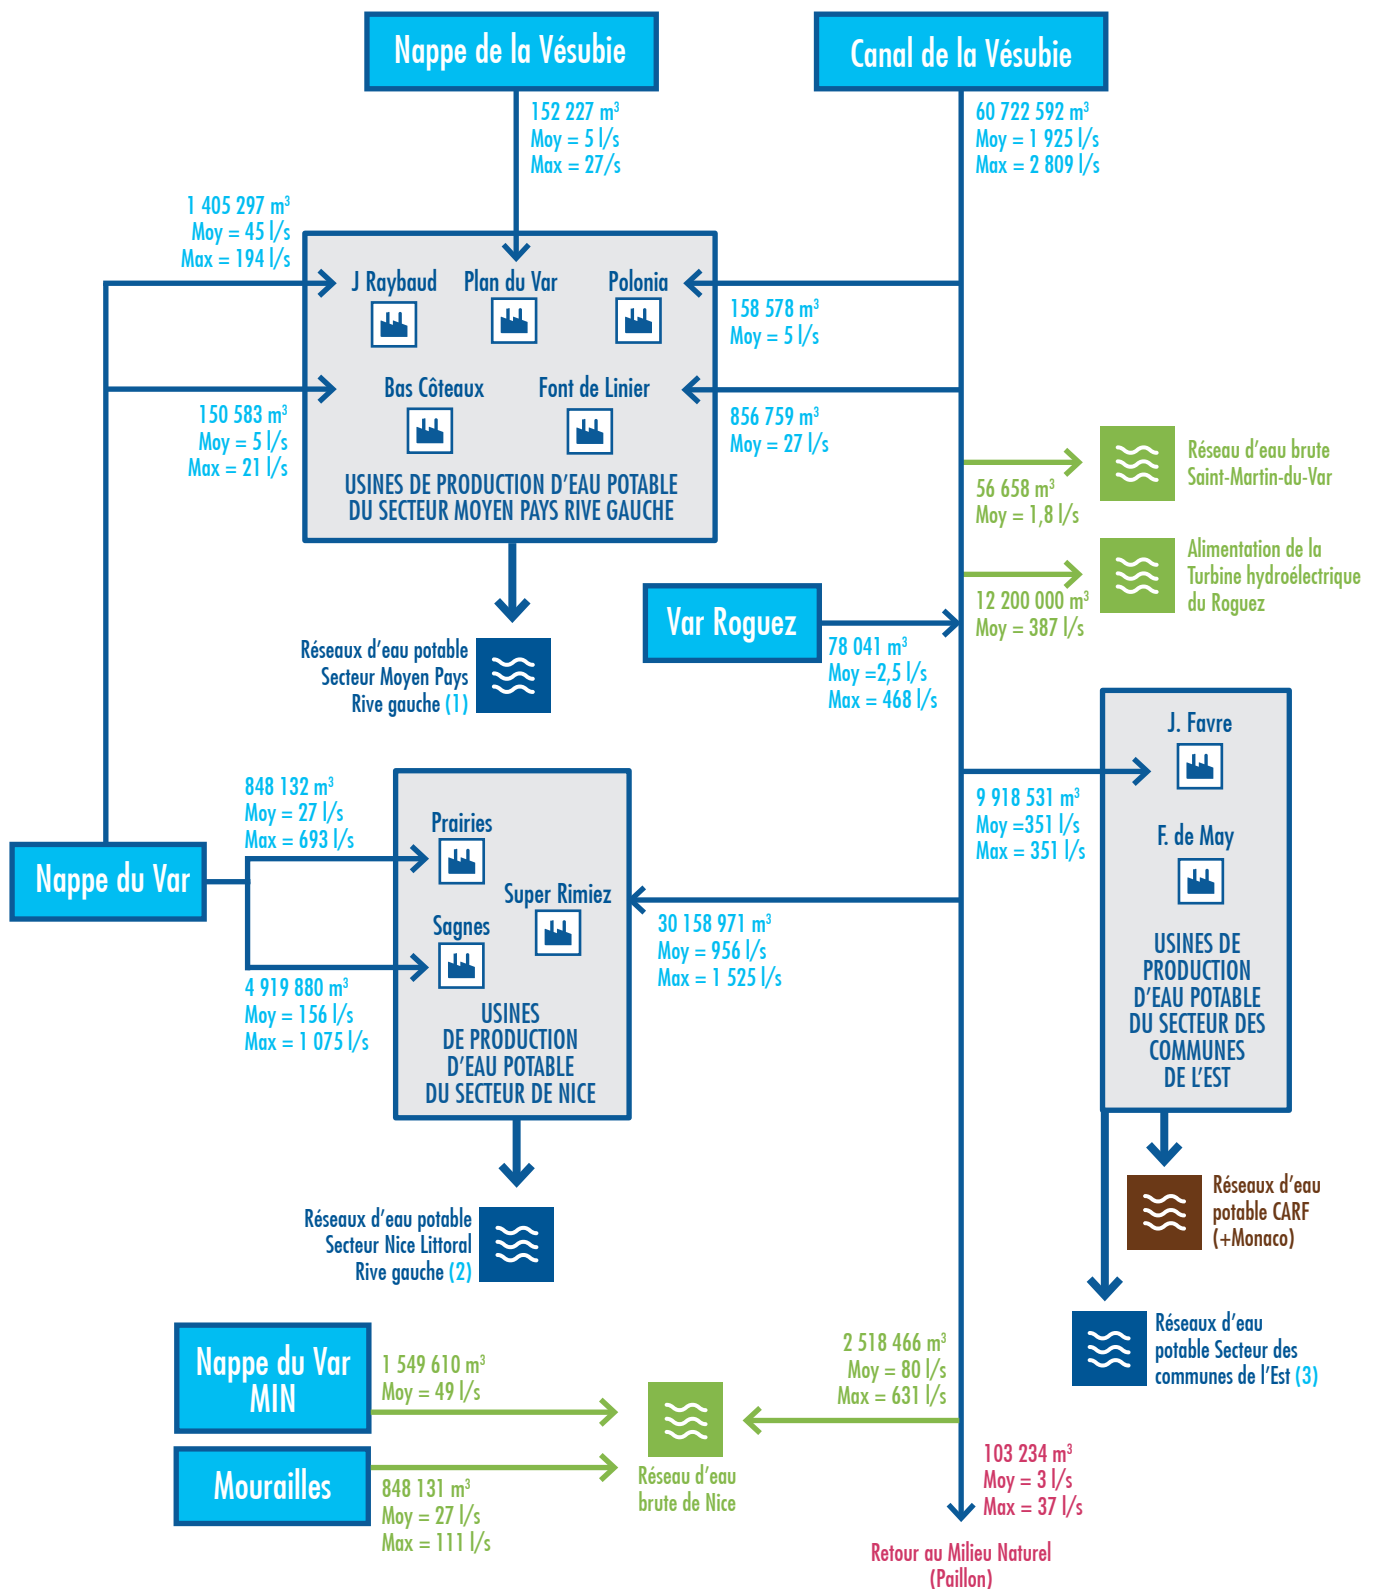 Nappe de la Vésubie
152 227 m³
Moy = 5 l/s
Max = 27/s
Canal de la Vésubie
60 722 592 m³
Moy = 1 925 l/s
Max = 2 809 l/s
1 405 297 m³
Moy = 45 l/s
Max = 194 l/s
J Raybaud
Plan du Var
Polonia
158 578 m³
Moy = 5 l/s
Bas Côteaux
Font de Linier
150 583 m³
Moy = 5 l/s
Max = 21 l/s
856 759 m³
Moy = 27 l/s
USINES DE PRODUCTION D'EAU POTABLE
DU SECTEUR MOYEN PAYS RIVE GAUCHE
56 658 m³
Moy = 1,8 l/s
Réseau d'eau brute
Saint-Martin-du-Var
12 200 000 m³
Moy = 387 l/s
Alimentation de la
Turbine hydroélectrique
du Roguez
Var Roguez
78 041 m³
Moy =2,5 l/s
Max = 468 l/s
Réseaux d'eau potable
Secteur Moyen Pays
Rive gauche (1)
J. Favre
9 918 531 m³
Moy =351 l/s
Max = 351 l/s
F. de May
USINES DE
PRODUCTION
D'EAU POTABLE
DU SECTEUR DES
COMMUNES
DE L'EST
848 132 m³
Moy = 27 l/s
Max = 693 l/s
Nappe du Var
Prairies
Super Rimiez
Sagnes
4 919 880 m³
Moy = 156 l/s
Max = 1 075 l/s
30 158 971 m³
Moy = 956 l/s
Max = 1 525 l/s
USINES
DE PRODUCTION
D'EAU POTABLE
DU SECTEUR DE NICE
Réseaux d'eau
potable CARF
(+Monaco)
Réseaux d'eau potable
Secteur Nice Littoral
Rive gauche (2)
Réseaux d'eau
potable Secteur des
communes de l'Est (3)
Nappe du Var
MIN
1 549 610 m³
Moy = 49 l/s
2 518 466 m³
Moy = 80 l/s
Max = 631 l/s
Mourailles
848 131 m³
Moy = 27 l/s
Max = 111 l/s
Réseau d'eau
brute de Nice
103 234 m³
Moy = 3 l/s
Max = 37 l/s
Retour au Milieu Naturel
(Paillon)